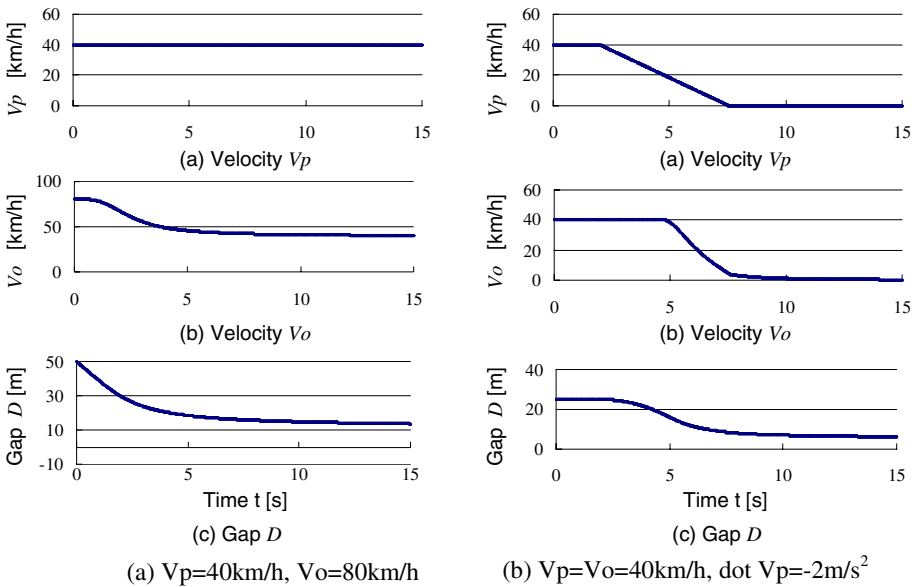 Vp [km/h]
60
40
20
0
0 5 10 15
(a) Velocity Vp
Vo [km/h]
100
50
0
0 5 10 15
(b) Velocity Vo
Gap D [m]
50
30
10
-10
0 5 10 15
Time t [s]
(c) Gap D
(a) Vp=40km/h, Vo=80km/h
Vp [km/h]
60
40
20
0
0 5 10 15
(a) Velocity Vp
Vo [km/h]
60
40
20
0
0 5 10 15
(b) Velocity Vo
Gap D [m]
40
20
0
0 5 10 15
Time t [s]
(c) Gap D
(b) Vp=Vo=40km/h, dot Vp=-2m/s²